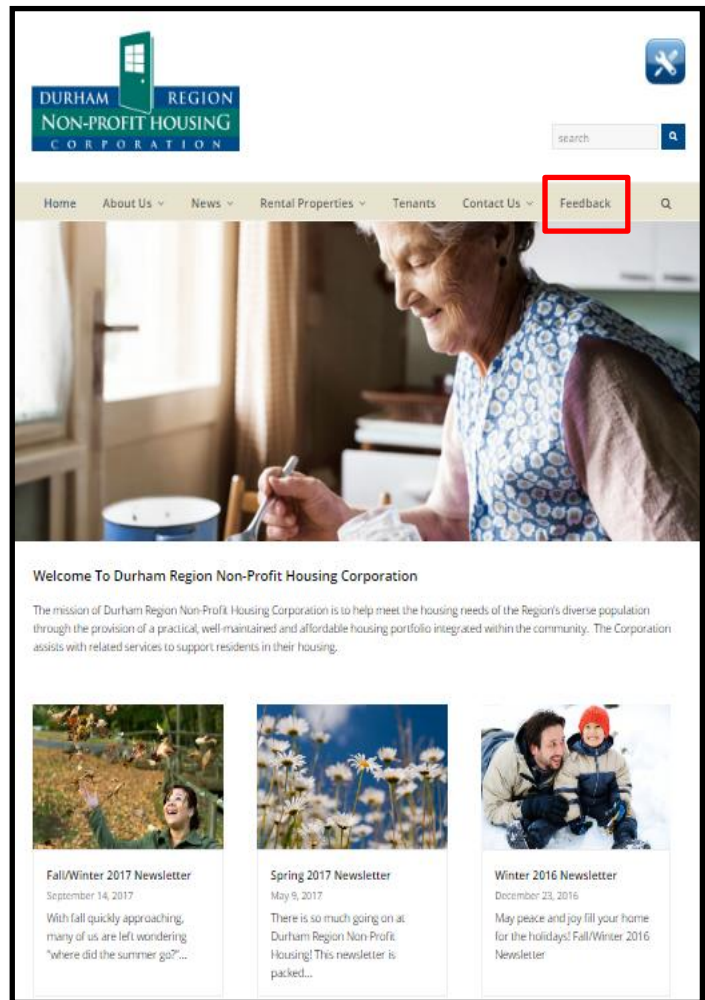 DURHAM REGION
NON-PROFIT HOUSING
CORPORATION
search
Home About Us News Rental Properties Tenants Contact Us Feedback
Welcome To Durham Region Non-Profit Housing Corporation
The mission of Durham Region Non-Profit Housing Corporation is to help meet the housing needs of the Region's diverse population
through the provision of a practical, well-maintained and affordable housing portfolio integrated within the community. The Corporation
assists with related services to support residents in their housing.
Fall/Winter 2017 Newsletter
September 14, 2017
With fall quickly approaching,
many of us are left wondering
"where did the summer go?"...
Spring 2017 Newsletter
May 9, 2017
There is so much going on at
Durham Region Non-Profit
Housing! This newsletter is
packed...
Winter 2016 Newsletter
December 23, 2016
May peace and joy fill your home
for the holidays! Fall/Winter 2016
Newsletter